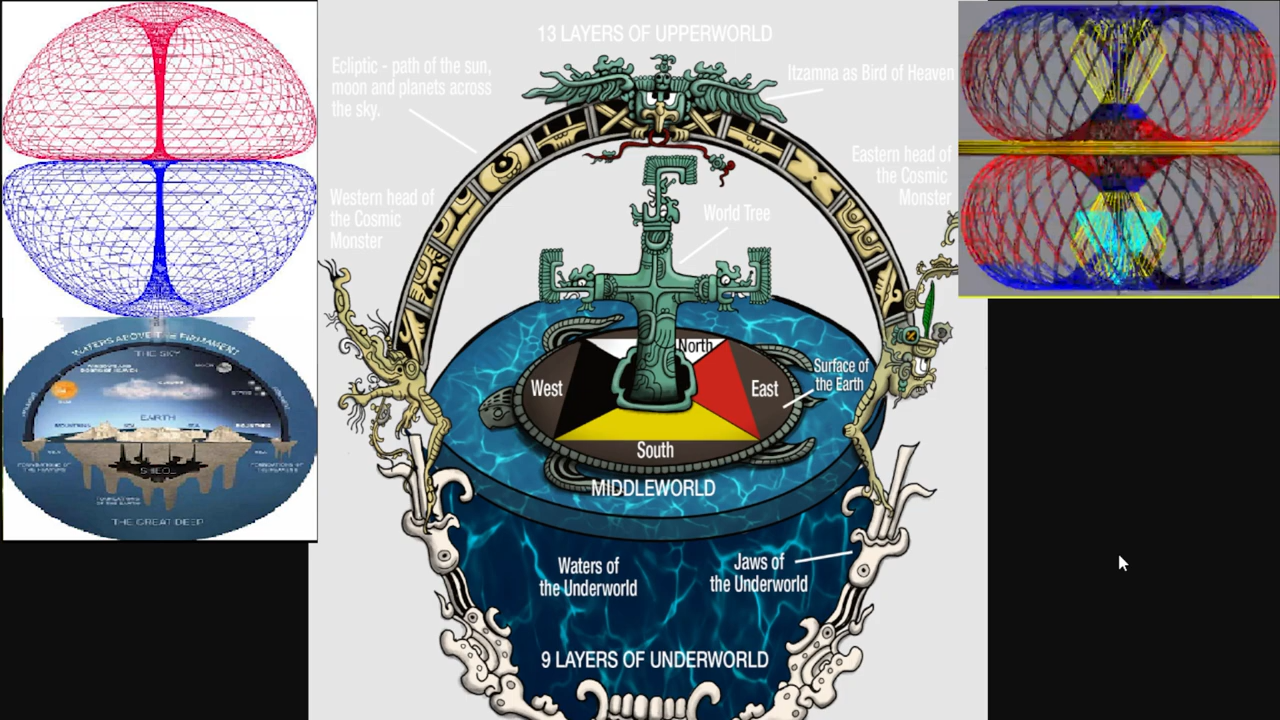 13 LAYERS OF UPPERWORLD
Ecliptic - path of the sun,
moon and planets across
the sky.
Itzamna as Bird of Heaven
Western head of
the Cosmic
Monster
Eastern head of
the Cosmic
Monster
World Tree
North
West
East
South
Surface of
the Earth
MIDDLEWORLD
Waters of
the Underworld
Jaws of
the Underworld
9 LAYERS OF UNDERWORLD
WATERS ABOVE THE FIRMAMENT
THE SKY
EARTH
SHEOL
THE GREAT DEEP